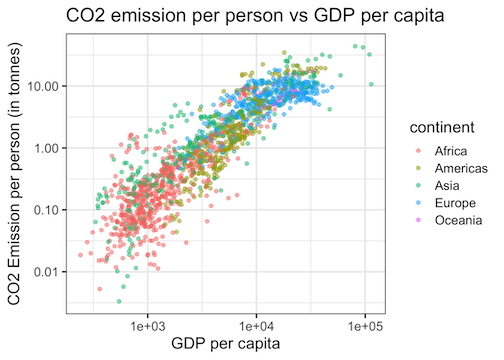 CO2 emission per person vs GDP per capita
CO2 Emission per person (in tonnes)
10.00
1.00
0.10
0.01
1e+03
1e+04
1e+05
GDP per capita
continent
Africa
Americas
Asia
Europe
Oceania